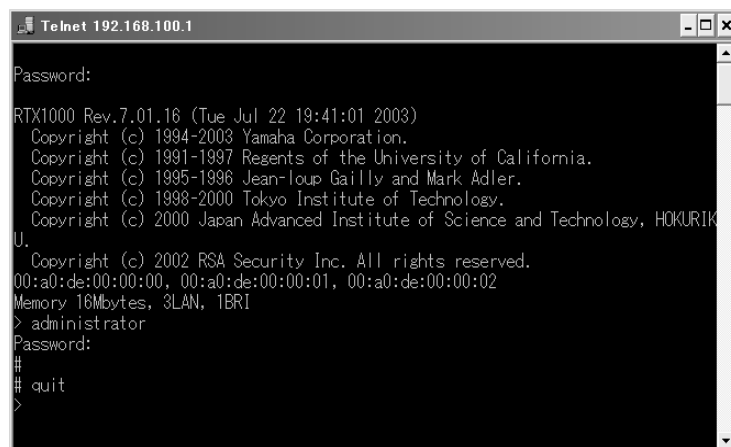 Telnet 192.168.100.1
Password:
RTX1000 Rev.7.01.16 (Tue Jul 22 19:41:01 2003)
Copyright (c) 1994-2003 Yamaha Corporation.
Copyright (c) 1991-1997 Regents of the University of California.
Copyright (c) 1995-1996 Jean-loup Gailly and Mark Adler.
Copyright (c) 1998-2000 Tokyo Institute of Technology.
Copyright (c) 2000 Japan Advanced Institute of Science and Technology, HOKURIK
U.
Copyright (c) 2002 RSA Security Inc. All rights reserved.
00:a0:de:00:00:00, 00:a0:de:00:00:01, 00:a0:de:00:00:02
Memory 16Mbytes, 3LAN, 1BRI
> administrator
Password:
#
# quit
>